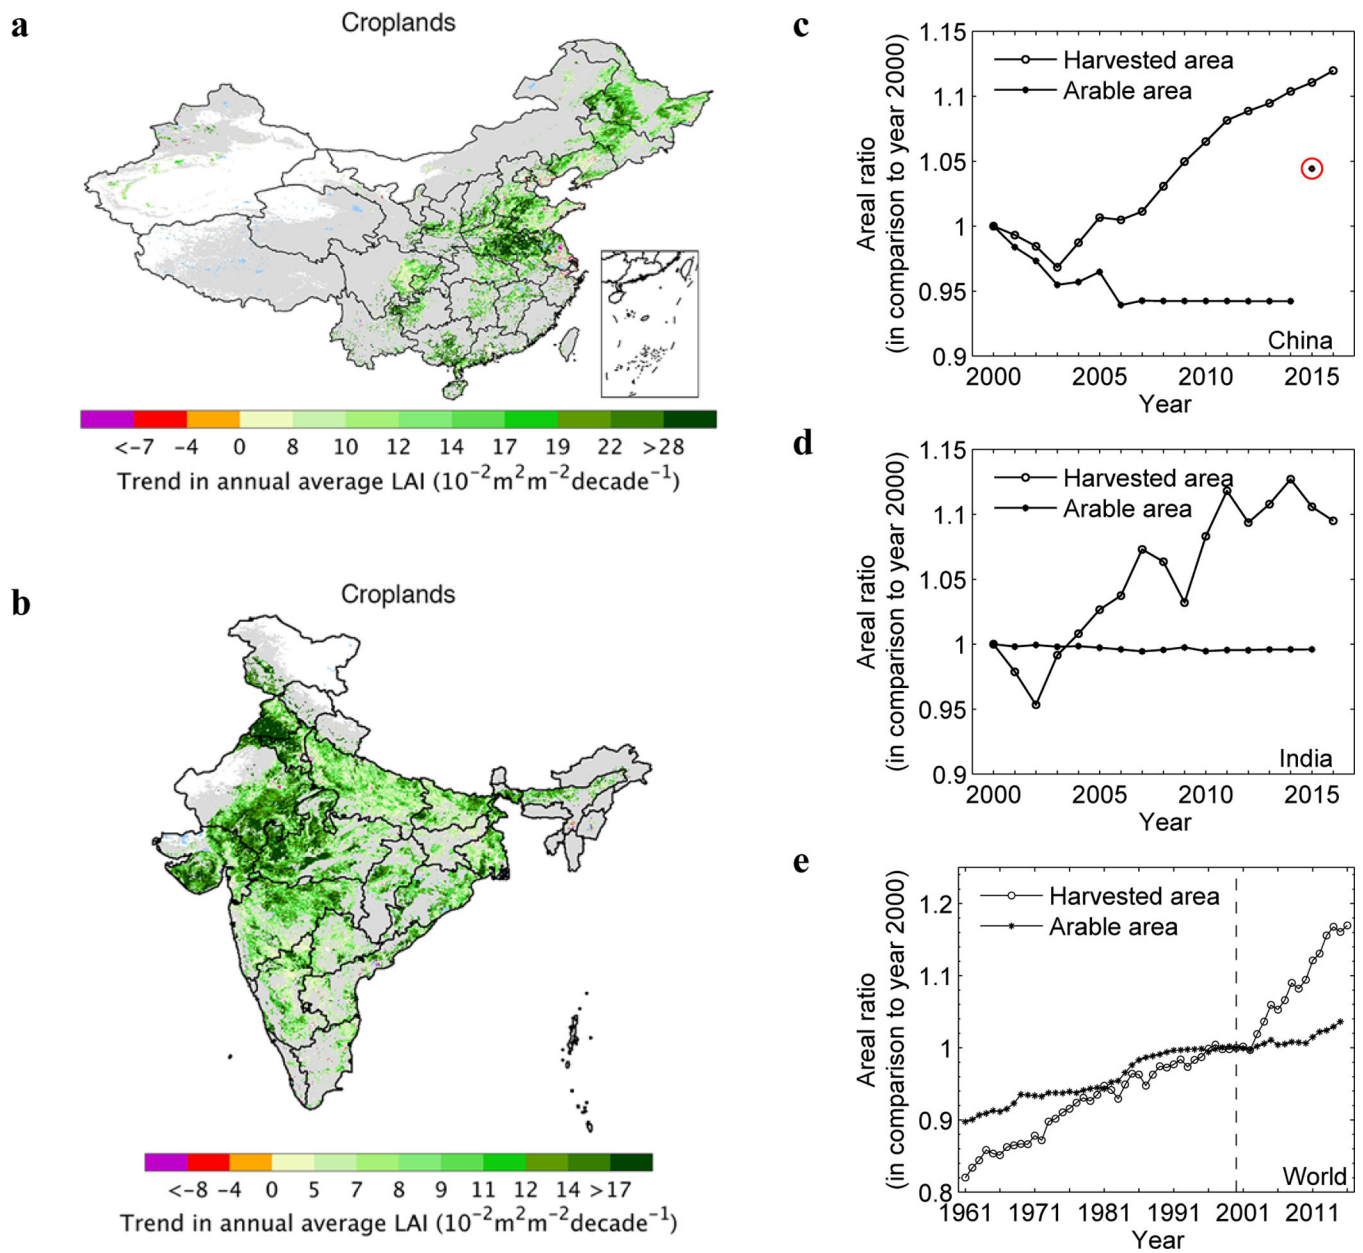 a
Croplands
<-7 -4 0 8 10 12 14 17 19 22 >28
Trend in annual average LAI (10⁻²m²m⁻²decade⁻¹)
b
Croplands
<-8 -4 0 5 7 8 9 11 12 14 >17
Trend in annual average LAI (10⁻²m²m⁻²decade⁻¹)
c
Areal ratio
(in comparison to year 2000)
1.15
1.1
1.05
1
0.95
0.9
Harvested area
Arable area
China
2000 2005 2010 2015
Year
d
Areal ratio
(in comparison to year 2000)
1.15
1.1
1.05
1
0.95
0.9
Harvested area
Arable area
India
2000 2005 2010 2015
Year
e
Areal ratio
(in comparison to year 2000)
1.2
1.1
1
0.9
0.8
Harvested area
Arable area
World
1961 1971 1981 1991 2001 2011
Year